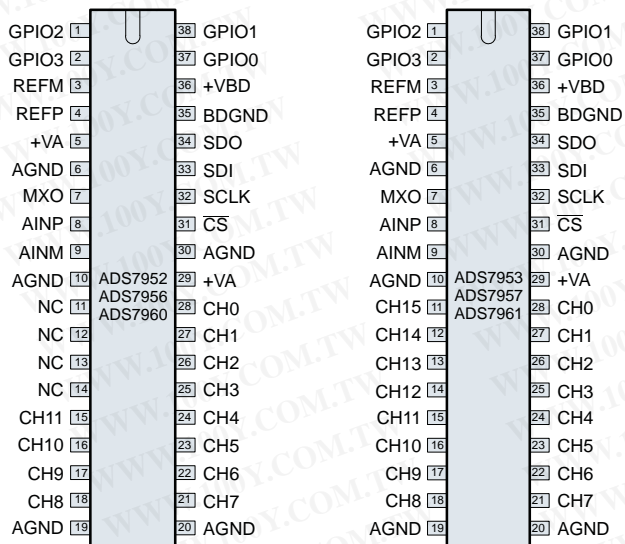 GPIO2 1 38 GPIO1
GPIO3 2 37 GPIO0
REFM 3 36 +VBD
REFP 4 35 BDGND
+VA 5 34 SDO
AGND 6 33 SDI
MXO 7 32 SCLK
AINP 8 31 CS
AINM 9 30 AGND
AGND 10 29 +VA
NC 11 28 CH0
NC 12 27 CH1
NC 13 26 CH2
NC 14 25 CH3
CH11 15 24 CH4
CH10 16 23 CH5
CH9 17 22 CH6
CH8 18 21 CH7
AGND 19 20 AGND
ADS7952
ADS7956
ADS7960
GPIO2 1 38 GPIO1
GPIO3 2 37 GPIO0
REFM 3 36 +VBD
REFP 4 35 BDGND
+VA 5 34 SDO
AGND 6 33 SDI
MXO 7 32 SCLK
AINP 8 31 CS
AINM 9 30 AGND
AGND 10 29 +VA
CH15 11 28 CH0
CH14 12 27 CH1
CH13 13 26 CH2
CH12 14 25 CH3
CH11 15 24 CH4
CH10 16 23 CH5
CH9 17 22 CH6
CH8 18 21 CH7
AGND 19 20 AGND
ADS7953
ADS7957
ADS7961
WWW.100Y.COM.TW